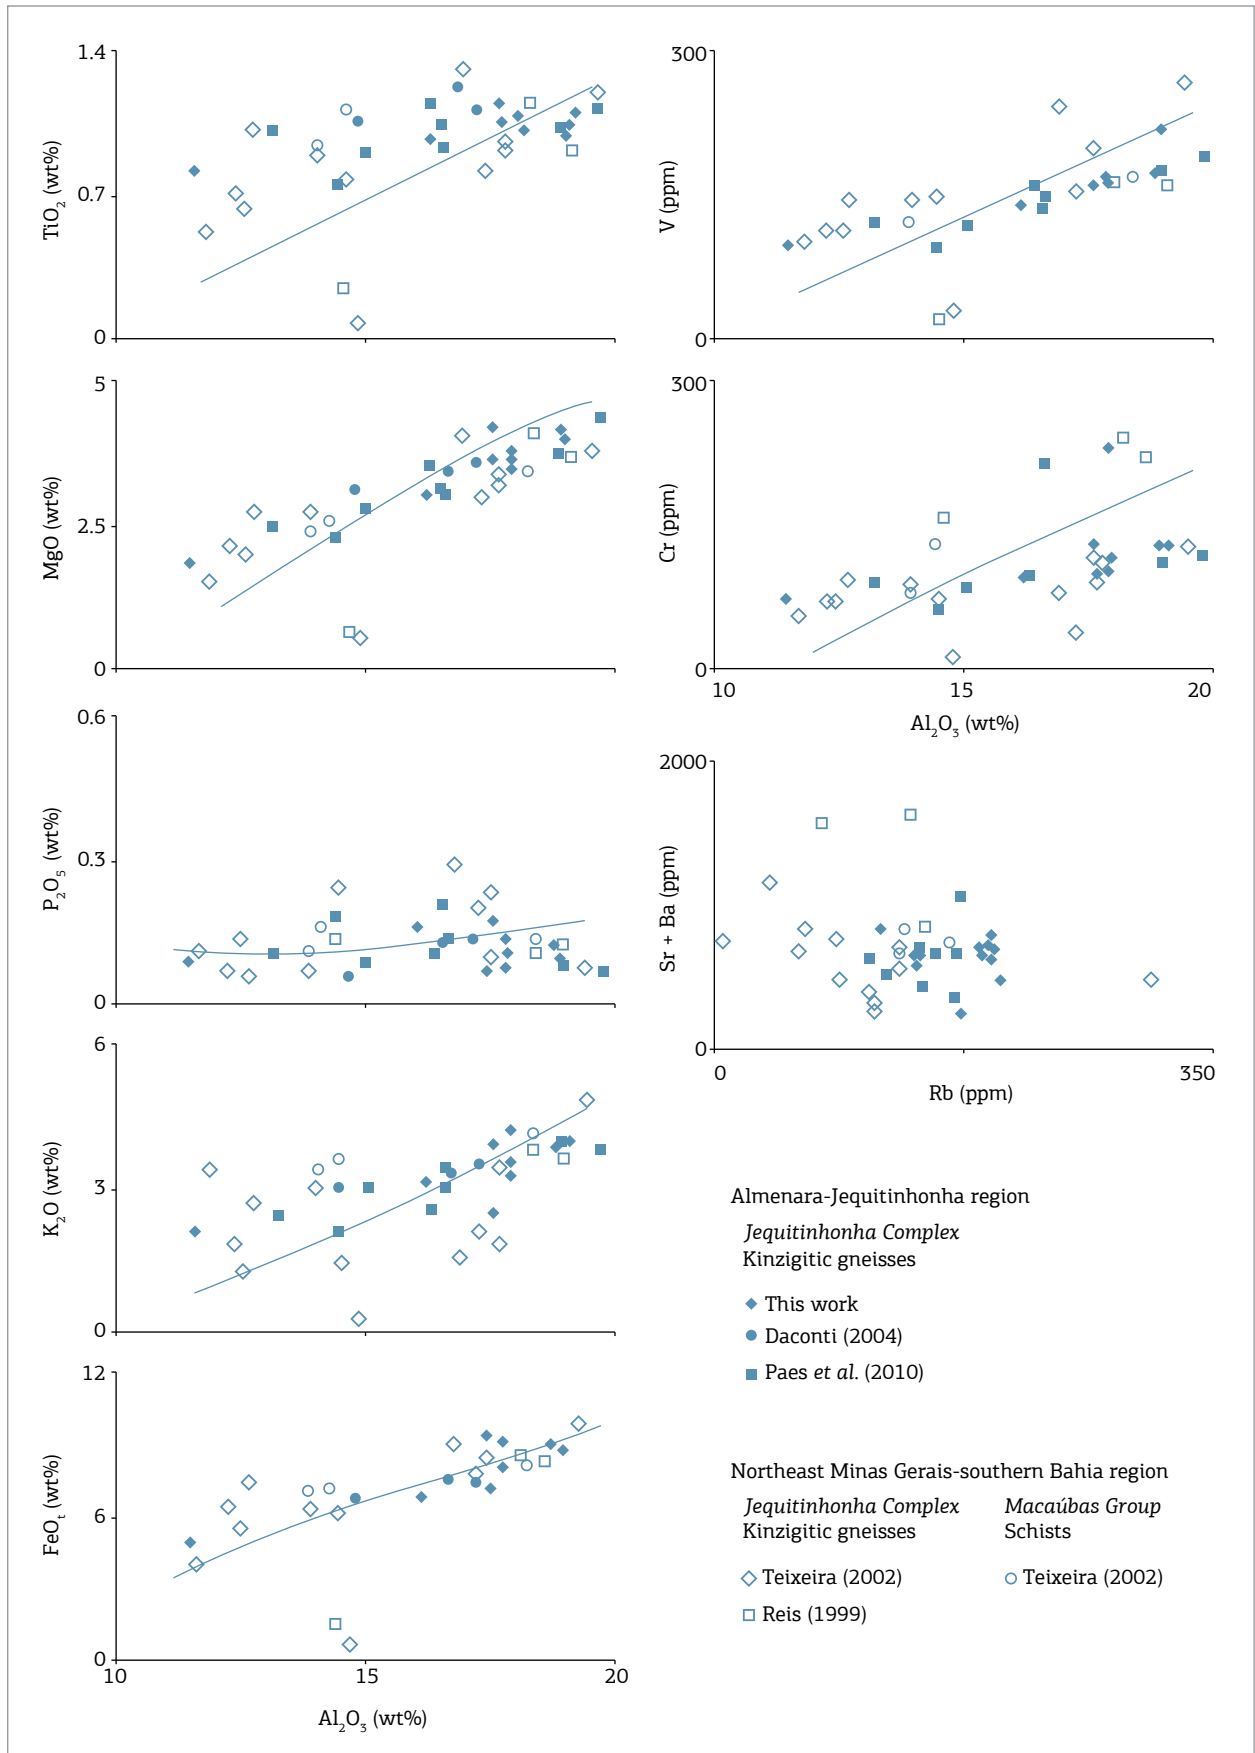 1.4
0.7
0
TiO2 (wt%)
5
2.5
0
MgO (wt%)
0.6
0.3
0
P2O5 (wt%)
6
3
0
K2O (wt%)
12
6
0
FeOt (wt%)
10
15
20
Al2O3 (wt%)
300
0
V (ppm)
300
0
Cr (ppm)
10
15
20
Al2O3 (wt%)
2000
0
Sr + Ba (ppm)
0
350
Rb (ppm)
Almenara-Jequitinhonha region
Jequitinhonha Complex
Kinzigitic gneisses
This work
Daconti (2004)
Paes et al. (2010)
Northeast Minas Gerais-southern Bahia region
Jequitinhonha Complex
Kinzigitic gneisses
Teixeira (2002)
Reis (1999)
Macaúbas Group
Schists
Teixeira (2002)